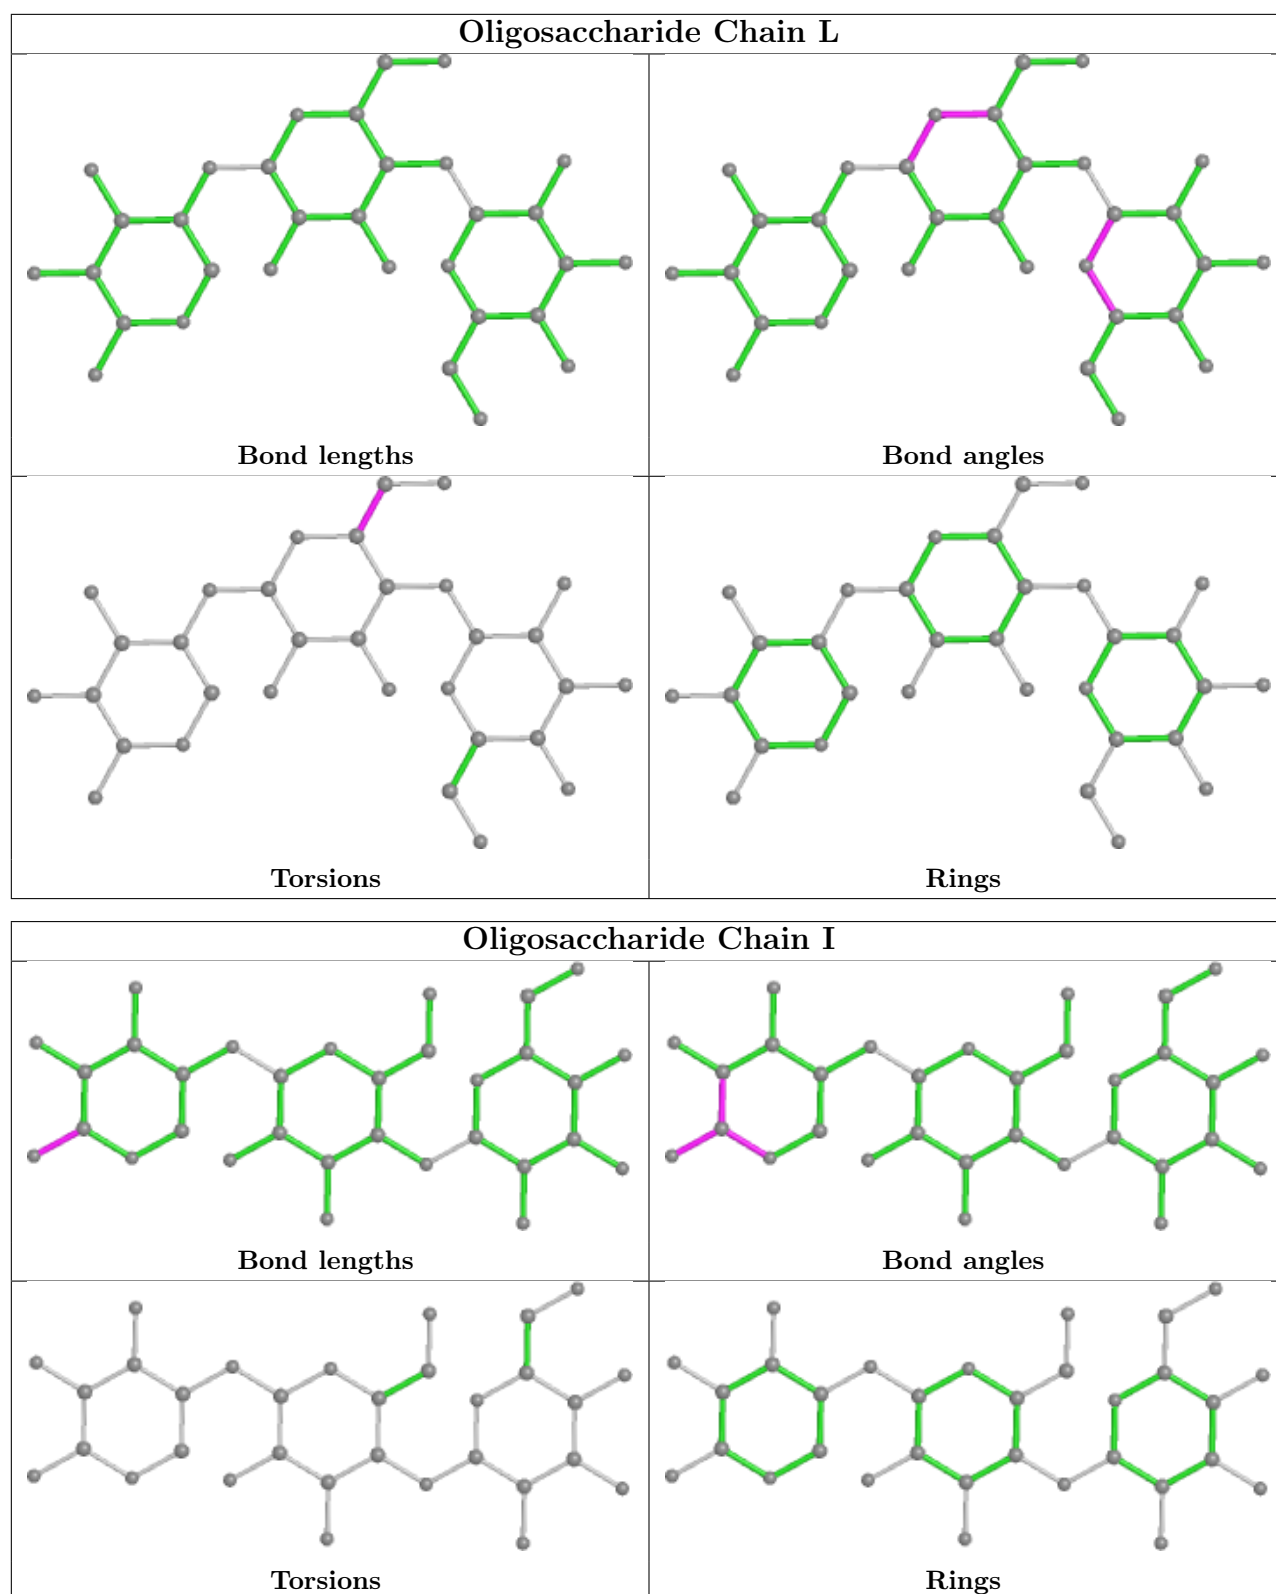 Oligosaccharide Chain L
Bond lengths
Bond angles
Torsions
Rings
Oligosaccharide Chain I
Bond lengths
Bond angles
Torsions
Rings